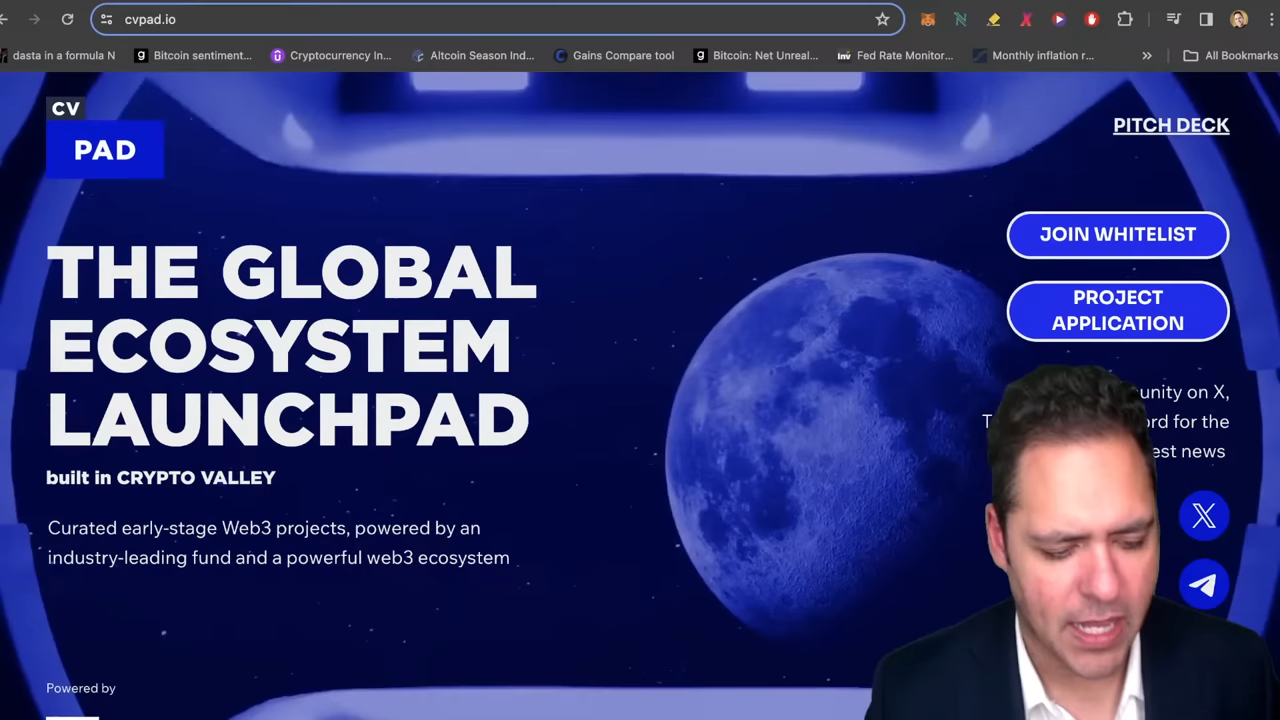 cvpad.io
dasta in a formula N
Bitcoin sentiment...
Cryptocurrency In...
Altcoin Season Ind...
Gains Compare tool
Bitcoin: Net Unreal...
Fed Rate Monitor...
Monthly inflation r...
»
All Bookmarks
CV
PAD
PITCH DECK
JOIN WHITELIST
PROJECT
APPLICATION
THE GLOBAL
ECOSYSTEM
LAUNCHPAD
built in CRYPTO VALLEY
Curated early-stage Web3 projects, powered by an
industry-leading fund and a powerful web3 ecosystem
on X,
for the
news
Powered by